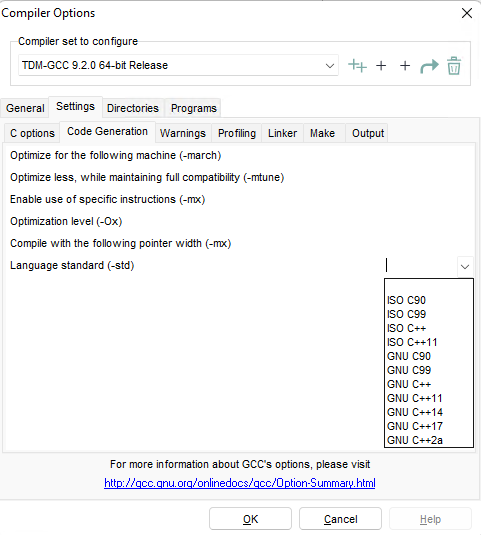 Compiler Options
Compiler set to configure
TDM-GCC 9.2.0 64-bit Release
General Settings Directories Programs
C options Code Generation Warnings Profiling Linker Make Output
Optimize for the following machine (-march)
Optimize less, while maintaining full compatibility (-mtune)
Enable use of specific instructions (-mx)
Optimization level (-Ox)
Compile with the following pointer width (-mx)
Language standard (-std)
ISO C90
ISO C99
ISO C++
ISO C++11
GNU C90
GNU C99
GNU C++
GNU C++11
GNU C++14
GNU C++17
GNU C++2a
For more information about GCC's options, please visit
http://gcc.gnu.org/onlinedocs/gcc/Option-Summary.html
OK Cancel Help